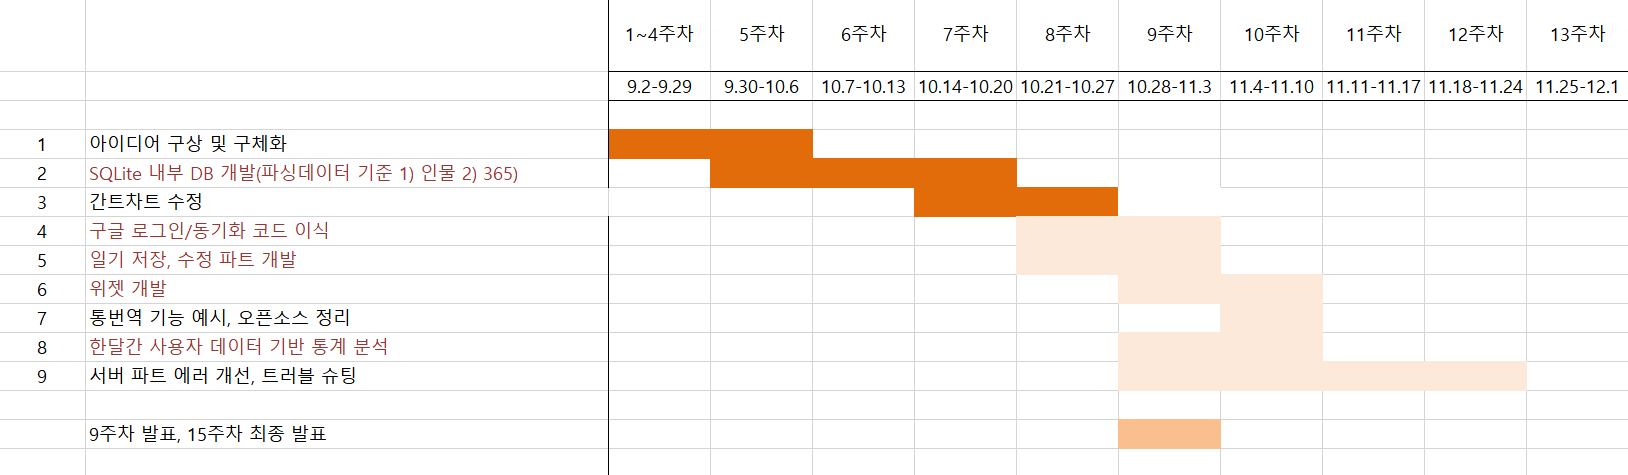 1~4주차 5주차 6주차 7주차 8주차 9주차 10주차 11주차 12주차 13주차
9.2-9.29 9.30-10.6 10.7-10.13 10.14-10.20 10.21-10.27 10.28-11.3 11.4-11.10 11.11-11.17 11.18-11.24 11.25-12.1
1 아이디어 구상 및 구체화
2 SQLite 내부 DB 개발(파싱데이터 기준 1) 인물 2) 365)
3 간트차트 수정
4 구글 로그인/동기화 코드 이식
5 일기 저장, 수정 파트 개발
6 위젯 개발
7 통번역 기능 예시, 오픈소스 정리
8 한달간 사용자 데이터 기반 통계 분석
9 서버 파트 에러 개선, 트러블 슈팅
9주차 발표, 15주차 최종 발표